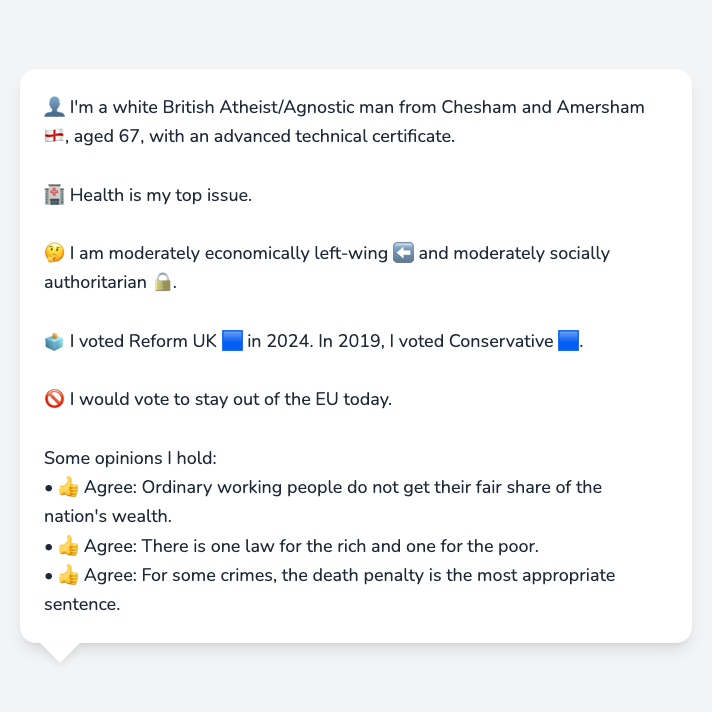 👤 I'm a white British Atheist/Agnostic man from Chesham and Amersham
🏴󠁧󠁢󠁥󠁮󠁧󠁿, aged 67, with an advanced technical certificate.
🏥 Health is my top issue.
🤔 I am moderately economically left-wing ⬅️ and moderately socially
authoritarian 🔒.
🗳️ I voted Reform UK 🟦 in 2024. In 2019, I voted Conservative 🟦.
🚫 I would vote to stay out of the EU today.
Some opinions I hold:
• 👍 Agree: Ordinary working people do not get their fair share of the
nation's wealth.
• 👍 Agree: There is one law for the rich and one for the poor.
• 👍 Agree: For some crimes, the death penalty is the most appropriate
sentence.